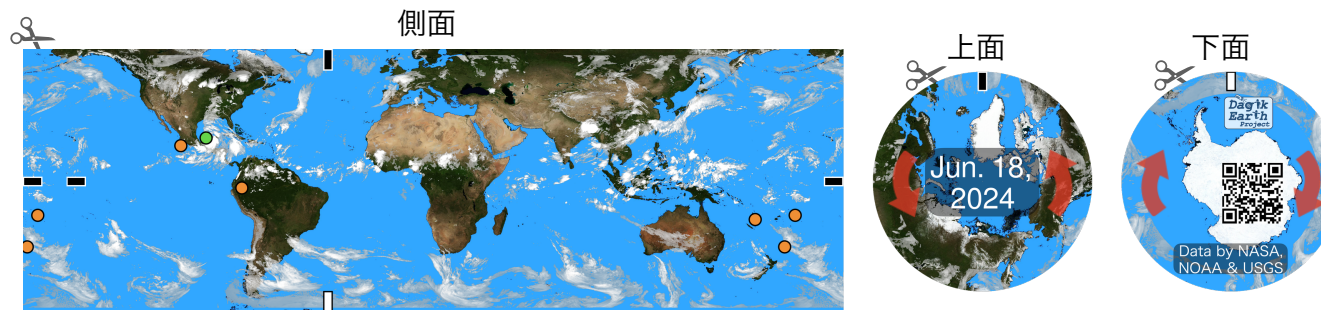 側面
上面
下面
Jun. 18,
2024
Dagik
Earth
Project
Data by NASA,
NOAA & USGS